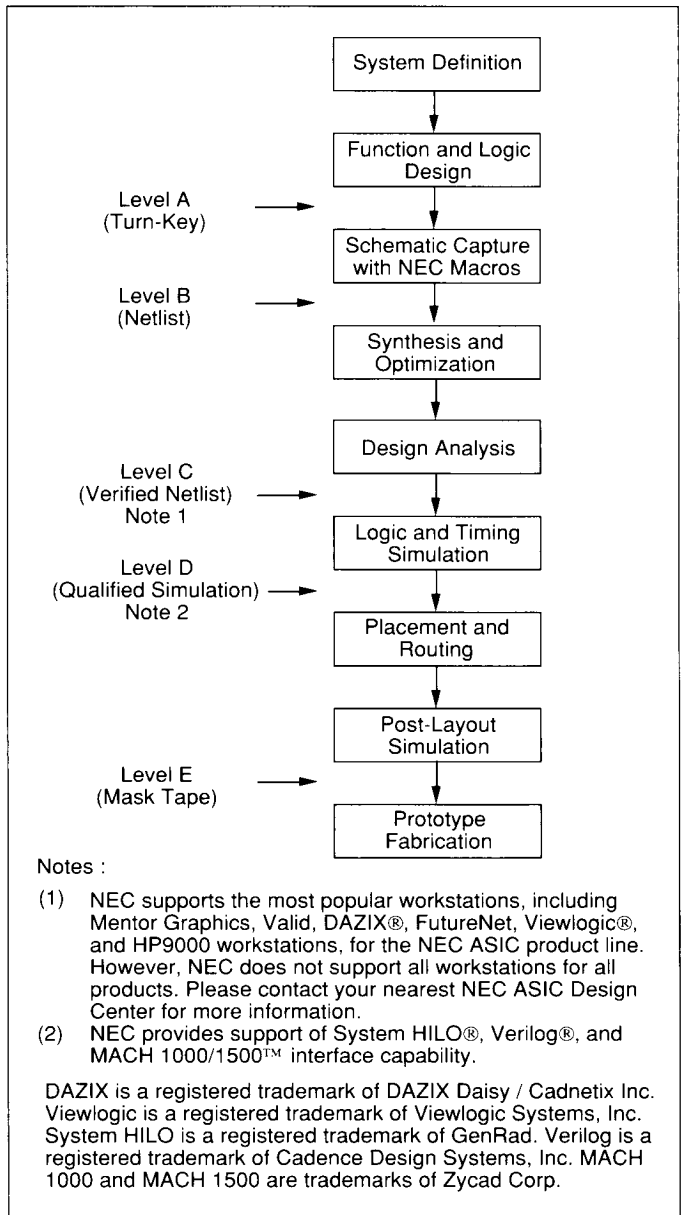 System Definition
Function and Logic
Design
Level A
(Turn-Key)
Schematic Capture
with NEC Macros
Level B
(Netlist)
Synthesis and
Optimization
Design Analysis
Level C
(Verified Netlist)
Note 1
Logic and Timing
Simulation
Level D
(Qualified Simulation)
Note 2
Placement and
Routing
Post-Layout
Simulation
Level E
(Mask Tape)
Prototype
Fabrication
Notes :
(1) NEC supports the most popular workstations, including
Mentor Graphics, Valid, DAZIX®, FutureNet, Viewlogic®,
and HP9000 workstations, for the NEC ASIC product line.
However, NEC does not support all workstations for all
products. Please contact your nearest NEC ASIC Design
Center for more information.
(2) NEC provides support of System HILO®, Verilog®, and
MACH 1000/1500™ interface capability.
DAZIX is a registered trademark of DAZIX Daisy / Cadnetix Inc.
Viewlogic is a registered trademark of Viewlogic Systems, Inc.
System HILO is a registered trademark of GenRad. Verilog is a
registered trademark of Cadence Design Systems, Inc. MACH
1000 and MACH 1500 are trademarks of Zycad Corp.